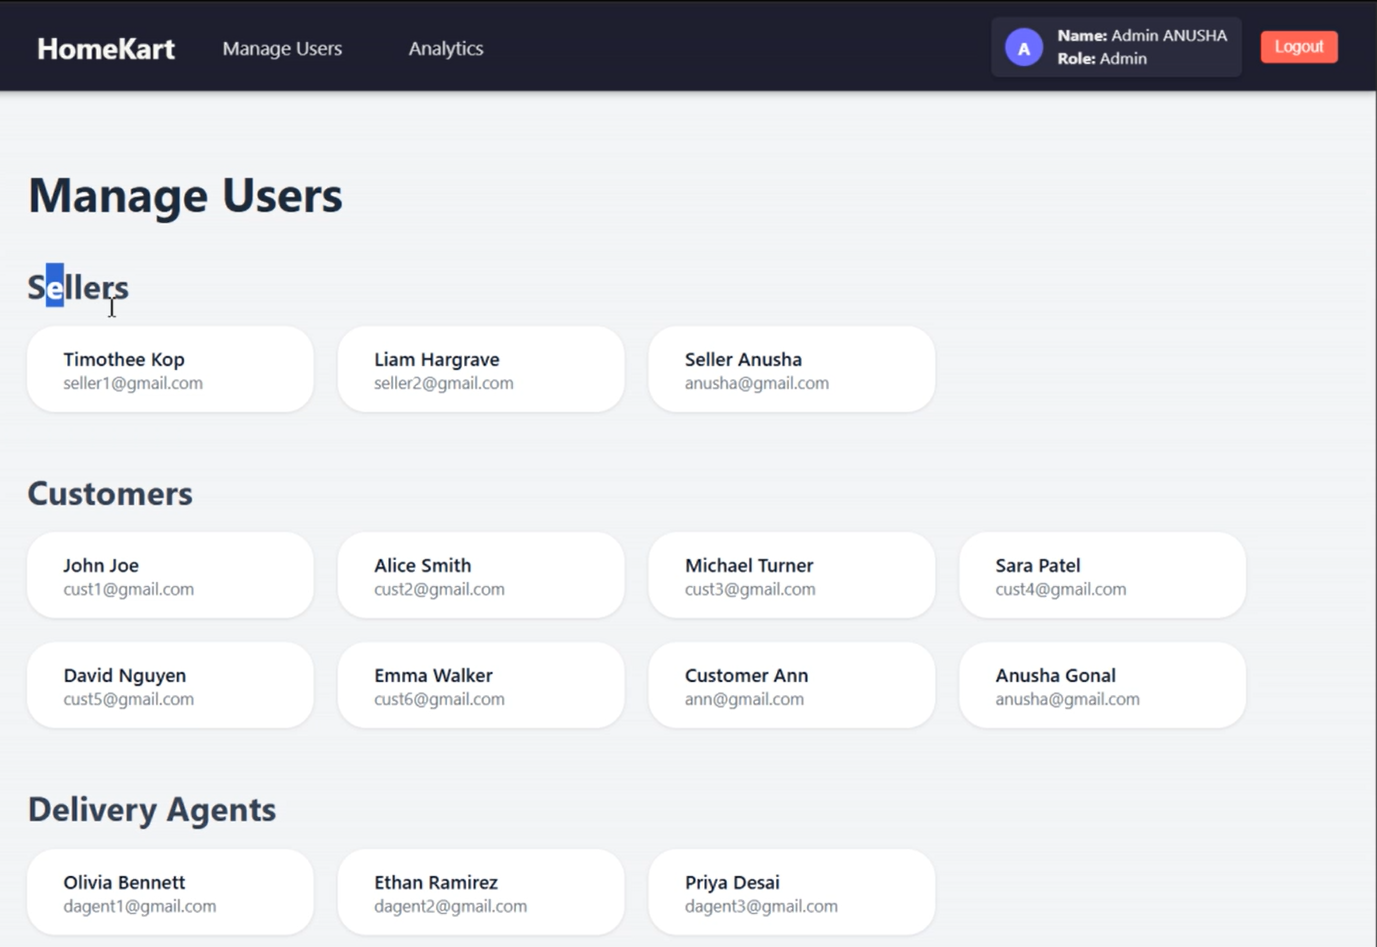 HomeKart Manage Users Analytics
A
Name: Admin ANUSHA
Role: Admin
Logout
Manage Users
Sellers
Timothee Kop
seller1@gmail.com
Liam Hargrave
seller2@gmail.com
Seller Anusha
anusha@gmail.com
Customers
John Joe
cust1@gmail.com
Alice Smith
cust2@gmail.com
Michael Turner
cust3@gmail.com
Sara Patel
cust4@gmail.com
David Nguyen
cust5@gmail.com
Emma Walker
cust6@gmail.com
Customer Ann
ann@gmail.com
Anusha Gonal
anusha@gmail.com
Delivery Agents
Olivia Bennett
dagent1@gmail.com
Ethan Ramirez
dagent2@gmail.com
Priya Desai
dagent3@gmail.com